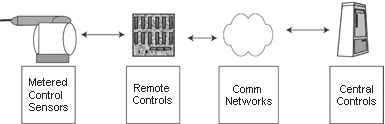 Metered
Control
Sensors
Remote
Controls
Comm
Networks
Central
Controls